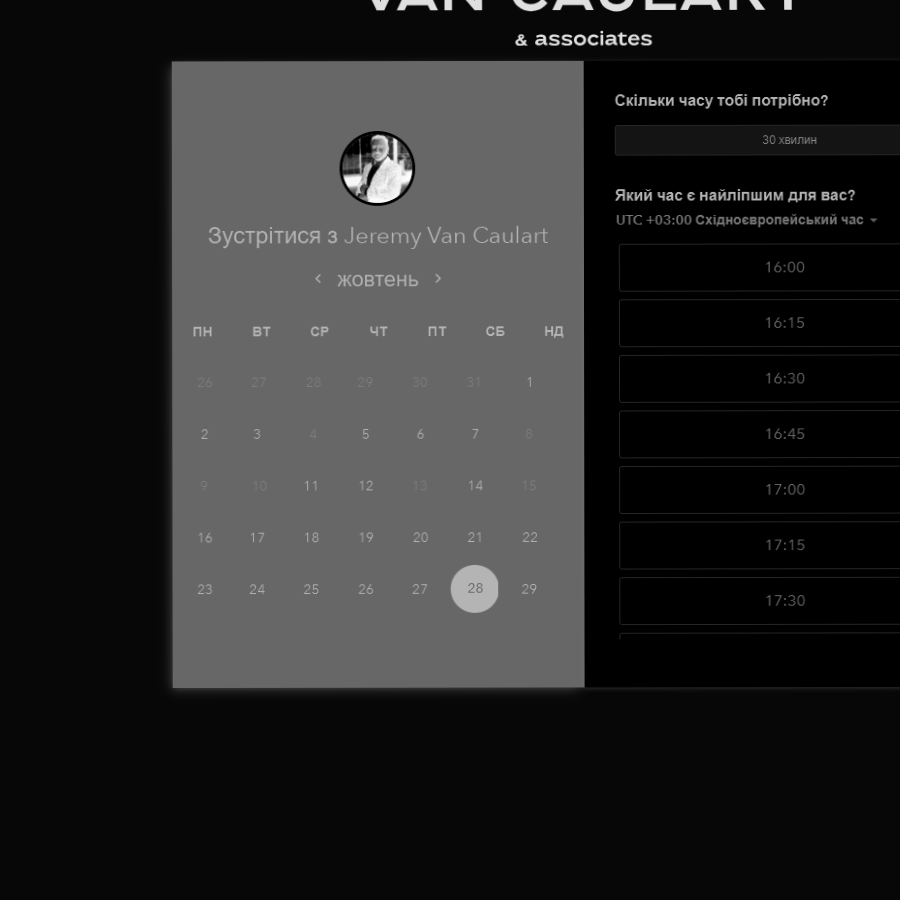 VAN CAULART
& associates
Зустрітися з Jeremy Van Caulart
жовтень
ПН ВТ СР ЧТ ПТ СБ НД
26 27 28 29 30 31 1
2 3 4 5 6 7 8
9 10 11 12 13 14 15
16 17 18 19 20 21 22
23 24 25 26 27 28 29
Скільки часу тобі потрібно?
30 хвилин
Який час є найліпшим для вас?
UTC +03:00 Східноєвропейський час
16:00
16:15
16:30
16:45
17:00
17:15
17:30